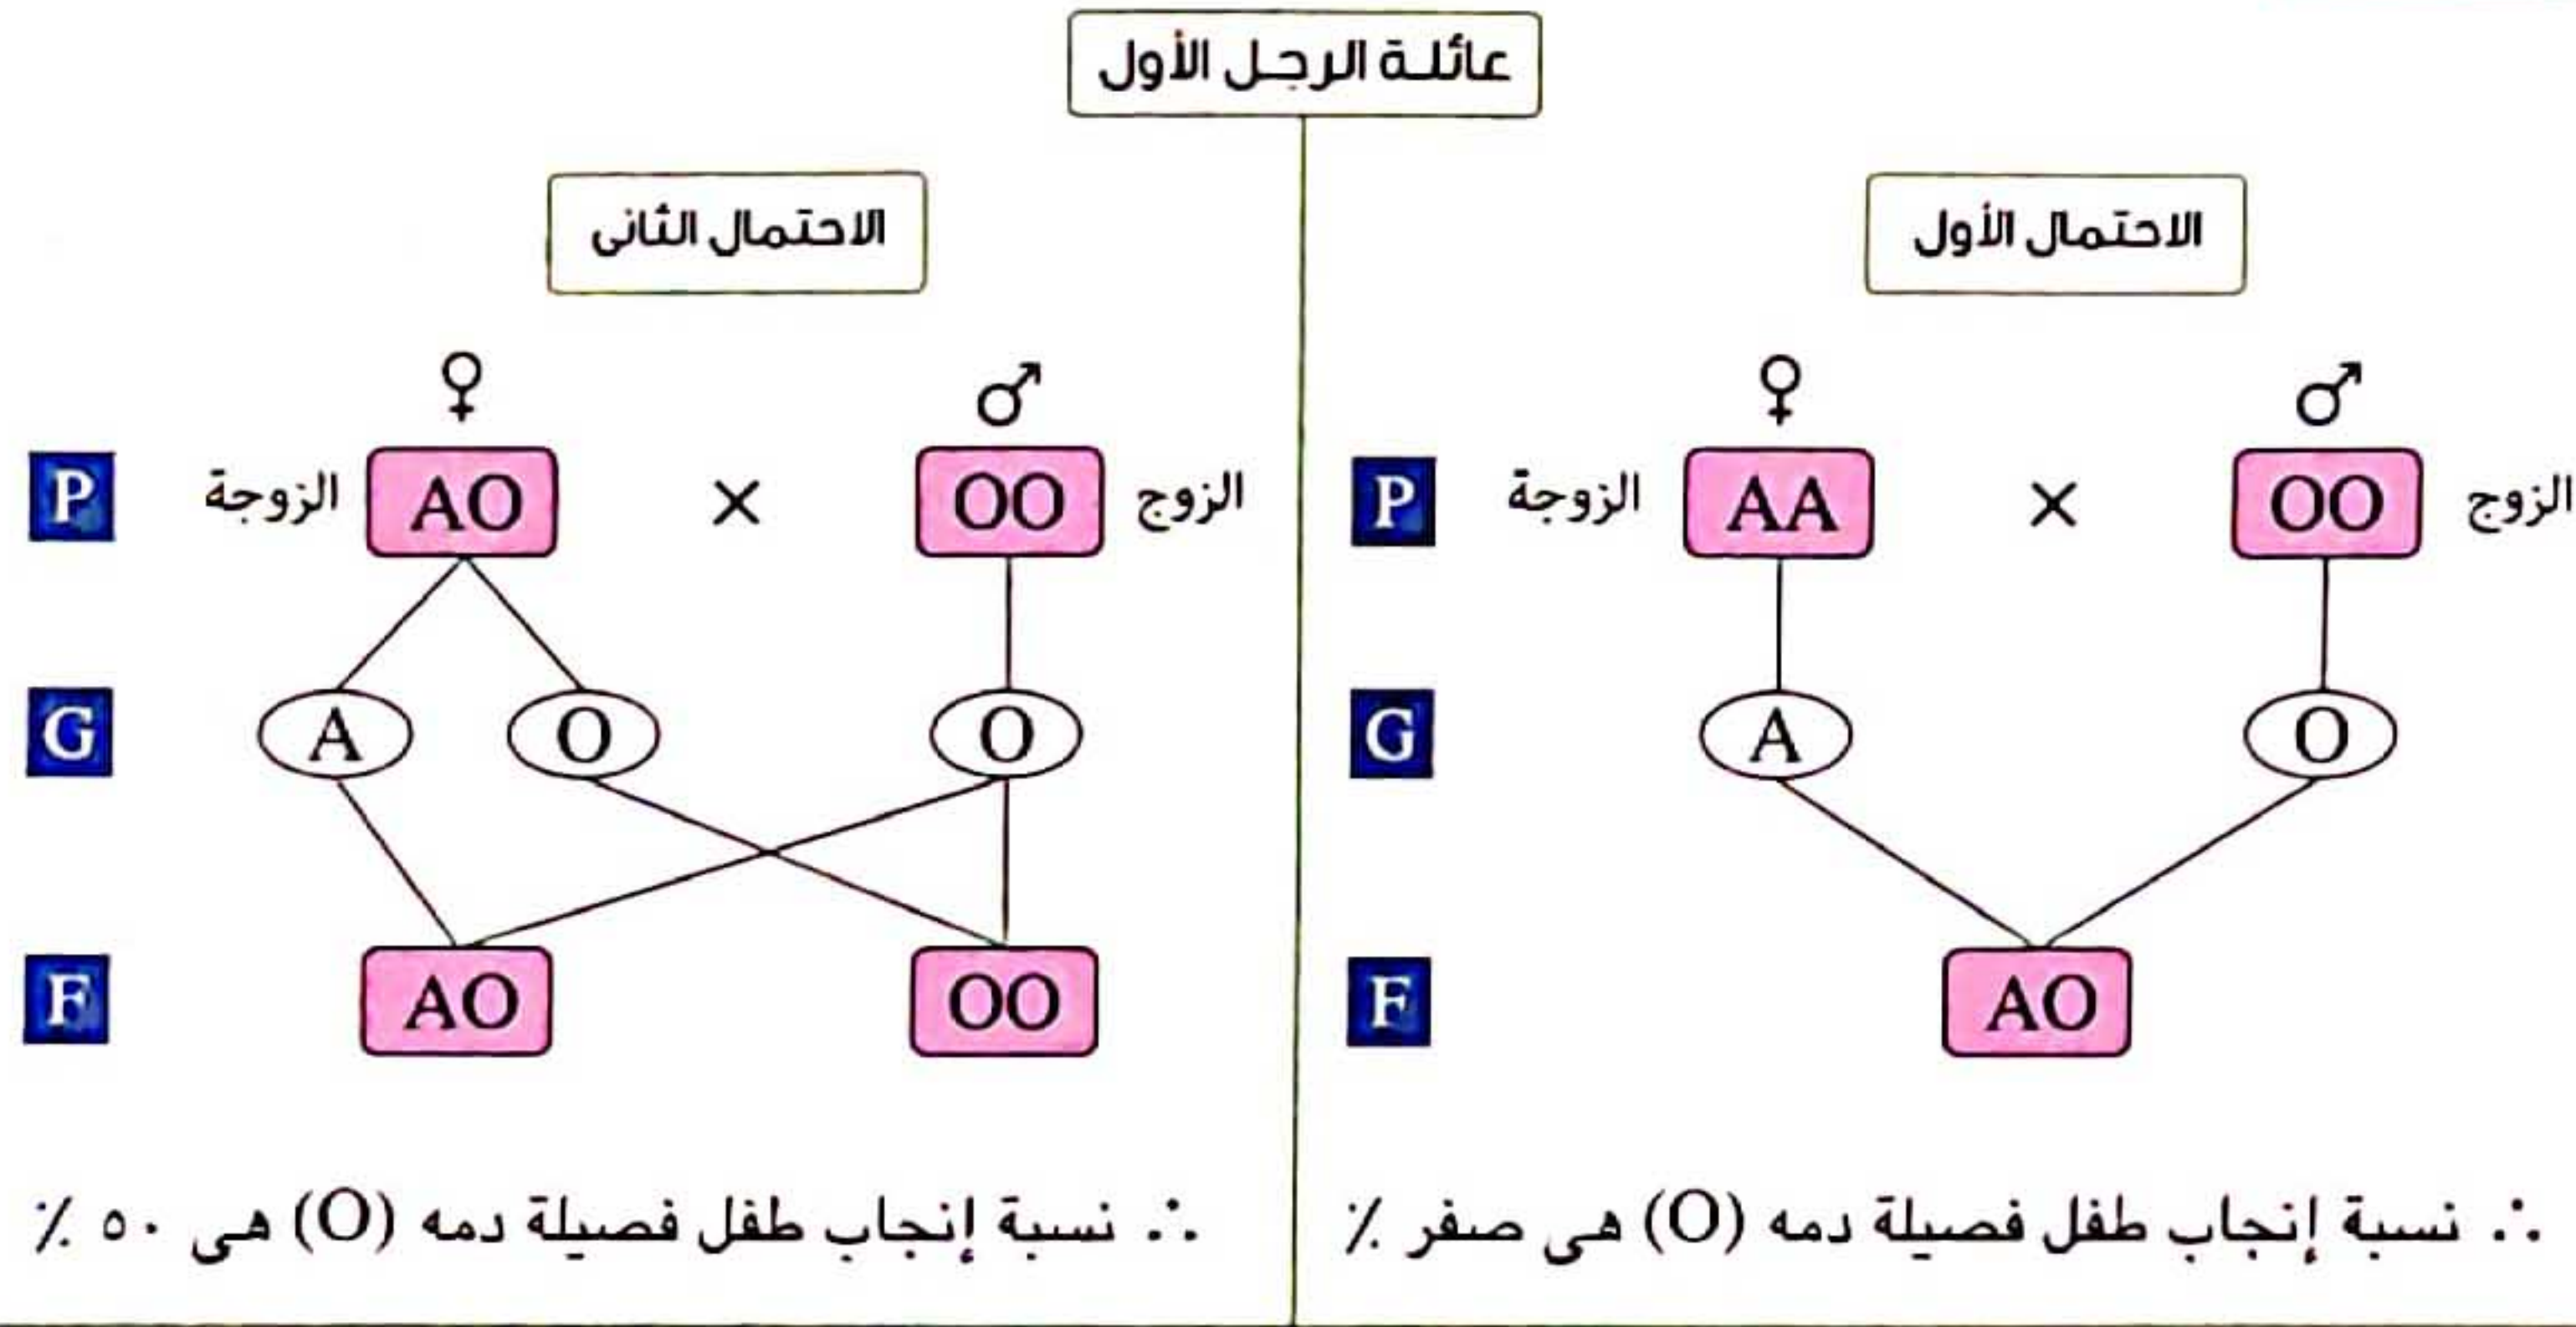 عائلة الرجل الأول
الاحتمال الأول
♀ ♂
P الزوجة AA × OO الزوج
G A O
F AO
∴ نسبة إنجاب طفل فصيلة دمه (O) هى صفر ٪
الاحتمال الثانى
♀ ♂
P الزوجة AO × OO الزوج
G A O O
F AO OO
∴ نسبة إنجاب طفل فصيلة دمه (O) هى ٥٠ ٪